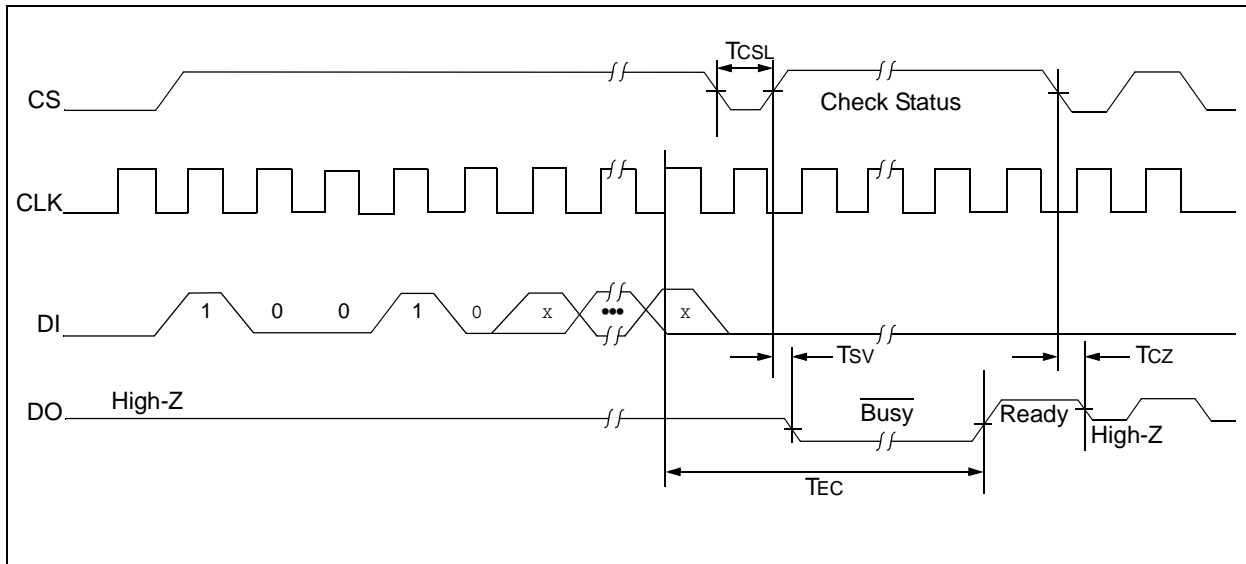 TCSL
CS
Check Status
CLK
DI
1 0 0 1 0 x ••• x
TSV
TCZ
DO
High-Z
Busy
Ready
High-Z
TEC